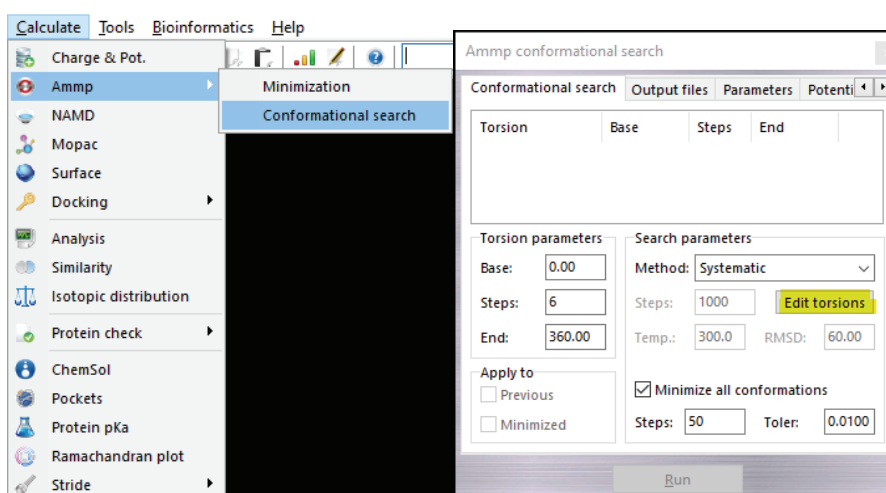 Calculate Tools Bioinformatics Help
Charge & Pot.
Ammp
NAMD
Mopac
Surface
Docking
Analysis
Similarity
Isotopic distribution
Protein check
ChemSol
Pockets
Protein pKa
Ramachandran plot
Stride
Minimization
Conformational search
Ammp conformational search
Conformational search Output files Parameters Potenti
Torsion Base Steps End
Torsion parameters
Base: 0.00
Steps: 6
End: 360.00
Apply to
Previous
Minimized
Search parameters
Method: Systematic
Steps: 1000 Edit torsions
Temp.: 300.0 RMSD: 60.00
Minimize all conformations
Steps: 50 Toler: 0.0100
Run